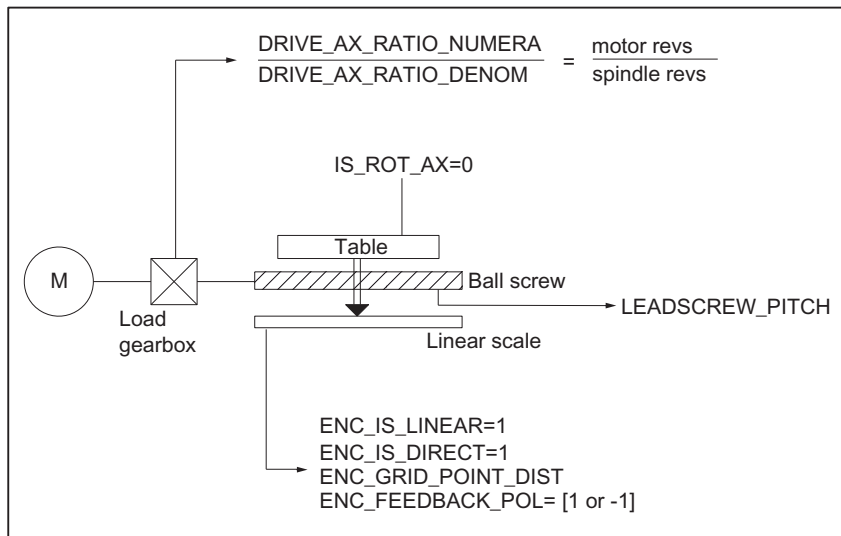 DRIVE_AX_RATIO_NUMERA
DRIVE_AX_RATIO_DENOM
=
motor revs
spindle revs
IS_ROT_AX=0
Table
M
Ball screw
Load
gearbox
LEADSCREW_PITCH
Linear scale
ENC_IS_LINEAR=1
ENC_IS_DIRECT=1
ENC_GRID_POINT_DIST
ENC_FEEDBACK_POL= [1 or -1]